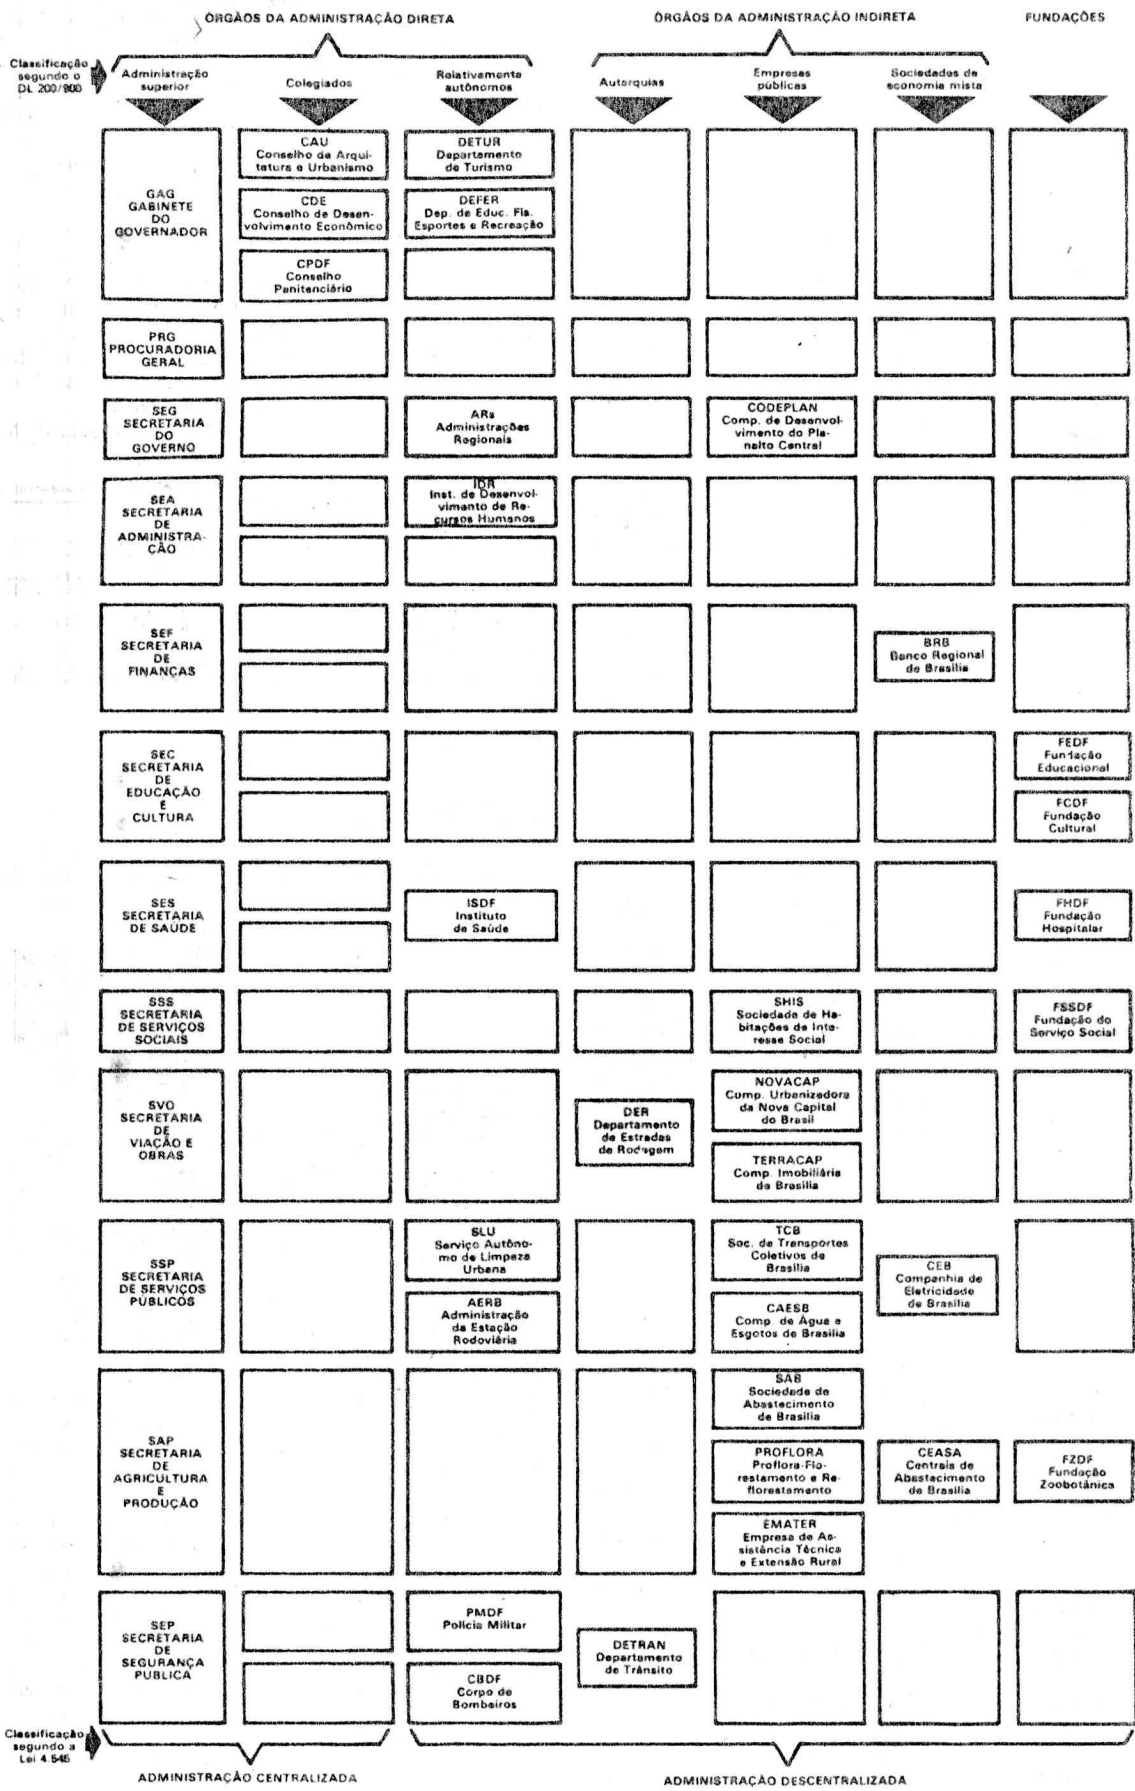 ÓRGÃOS DA ADMINISTRAÇÃO DIRETA
ÓRGÃOS DA ADMINISTRAÇÃO INDIRETA
FUNDAÇÕES
Classificação
segundo o
DL 200/900
Administração
superior
Colegiados
Relativamente
autônomos
Autarquias
Empresas
públicas
Sociedades de
economia mista
GAG
GABINETE
DO
GOVERNADOR
CAU
Conselho de Arqui-
tetura e Urbanismo
CDE
Conselho de Desen-
volvimento Econômico
CPDF
Conselho
Penitenciário
DETUR
Departamento
de Turismo
DEFER
Dep. de Educ. Fís.
Esportes e Recreação
PRG
PROCURADORIA
GERAL
SEG
SECRETARIA
DO
GOVERNO
ARs
Administrações
Regionais
CODEPLAN
Comp. de Desenvol-
vimento do Pla-
nalto Central
SEA
SECRETARIA
DE
ADMINISTRA-
ÇÃO
IDR
Inst. de Desenvol-
vimento de Re-
cursos Humanos
SEF
SECRETARIA
DE
FINANÇAS
BRB
Banco Regional
de Brasília
SEC
SECRETARIA
DE
EDUCAÇÃO
E
CULTURA
FEDF
Fundação
Educacional
FCDF
Fundação
Cultural
SES
SECRETARIA
DE SAÚDE
ISDF
Instituto
de Saúde
FHDF
Fundação
Hospitalar
SSS
SECRETARIA
DE SERVIÇOS
SOCIAIS
SHIS
Sociedade de Ha-
bitações de Inte-
resse Social
FSSDF
Fundação do
Serviço Social
SVO
SECRETARIA
DE
VIAÇÃO E
OBRAS
DER
Departamento
de Estradas
de Rodagem
NOVACAP
Comp. Urbanizadora
da Nova Capital
do Brasil
TERRACAP
Comp. Imobiliária
de Brasília
SSP
SECRETARIA
DE SERVIÇOS
PÚBLICOS
SLU
Serviço Autôno-
mo de Limpeza
Urbana
AERB
Administração
da Estação
Rodoviária
TCB
Soc. de Transportes
Coletivos de
Brasília
CAESB
Comp. de Água e
Esgotos de Brasília
CEB
Companhia de
Eletricidade
de Brasília
SAP
SECRETARIA
DE
AGRICULTURA
E
PRODUÇÃO
SAB
Sociedade de
Abastecimento
de Brasília
PROFLORA
Proflora-Flo-
restamento e Re-
florestamento
EMATER
Empresa de As-
sistência Técnica
e Extensão Rural
CEASA
Centrais de
Abastecimento
de Brasília
FZDF
Fundação
Zoobotânica
SEP
SECRETARIA
DE
SEGURANÇA
PÚBLICA
PMDF
Polícia Militar
CBDF
Corpo de
Bombeiros
DETRAN
Departamento
de Trânsito
Classificação
segundo a
Lei 4.545
ADMINISTRAÇÃO CENTRALIZADA
ADMINISTRAÇÃO DESCENTRALIZADA